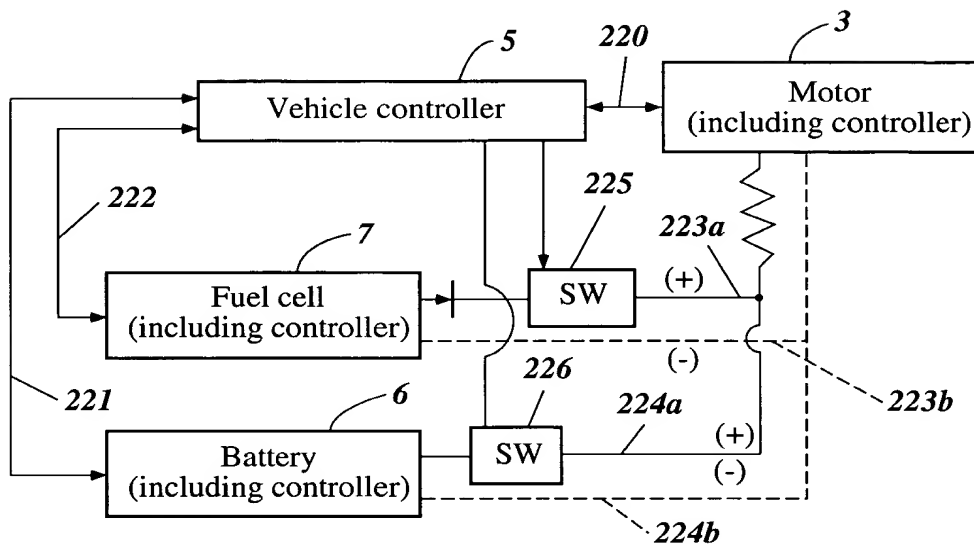 5
220
3
Vehicle controller
Motor
(including controller)
222
7
225
223a
Fuel cell
(including controller)
SW
(+)
(-)
221
6
226
224a
223b
Battery
(including controller)
SW
(+)
(-)
224b